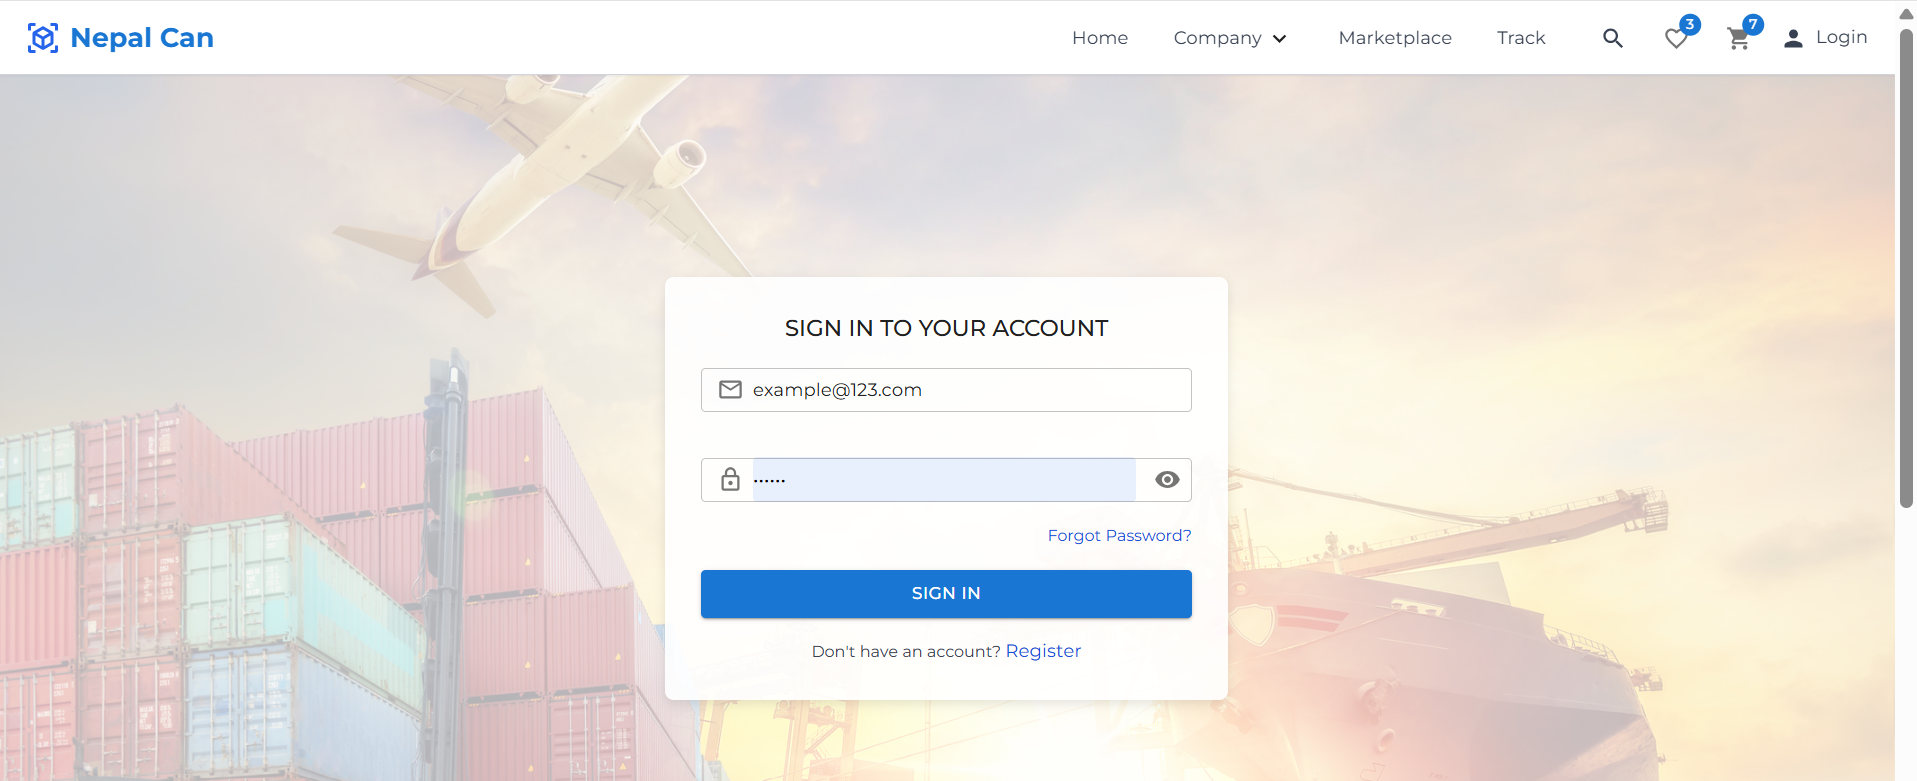 Nepal Can
Home Company Marketplace Track 3 7 Login
SIGN IN TO YOUR ACCOUNT
example@123.com
••••••
Forgot Password?
SIGN IN
Don't have an account? Register